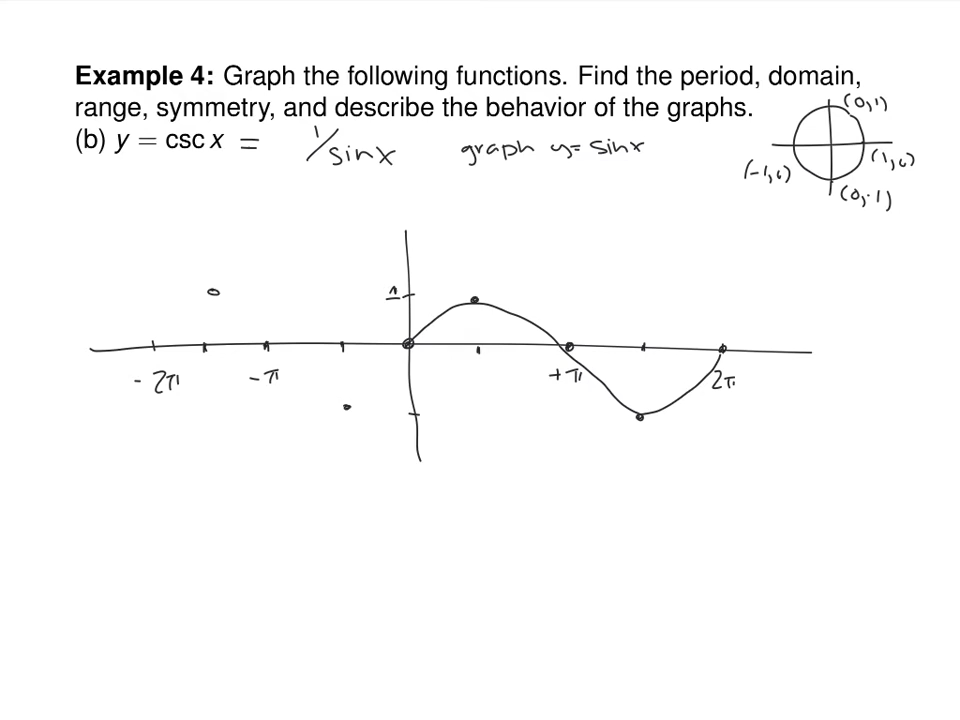 Example 4: Graph the following functions. Find the period, domain,
range, symmetry, and describe the behavior of the graphs.
(b) y = csc x = 1/sinx graph y= sinx
(0,1)
(-1,0)
(1,0)
(0,-1)
1
- 2π
- π
+ π
2π